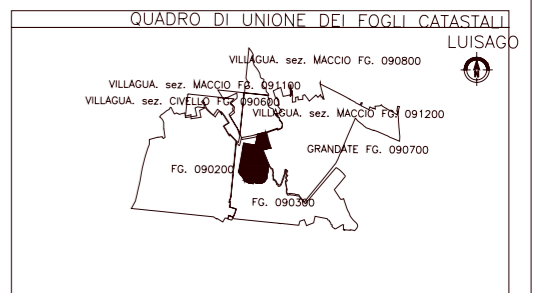 QUADRO DI UNIONE DEI FOGLI CATASTALI
LUISAGO
VILLAGUA. sez. MACCIO FG. 090800
VILLAGUA. sez. MACCIO FG. 091100
VILLAGUA. sez. CIVELLO FG. 090600
VILLAGUA. sez. MACCIO FG. 091200
GRANDATE FG. 090700
FG. 090200
FG. 090300